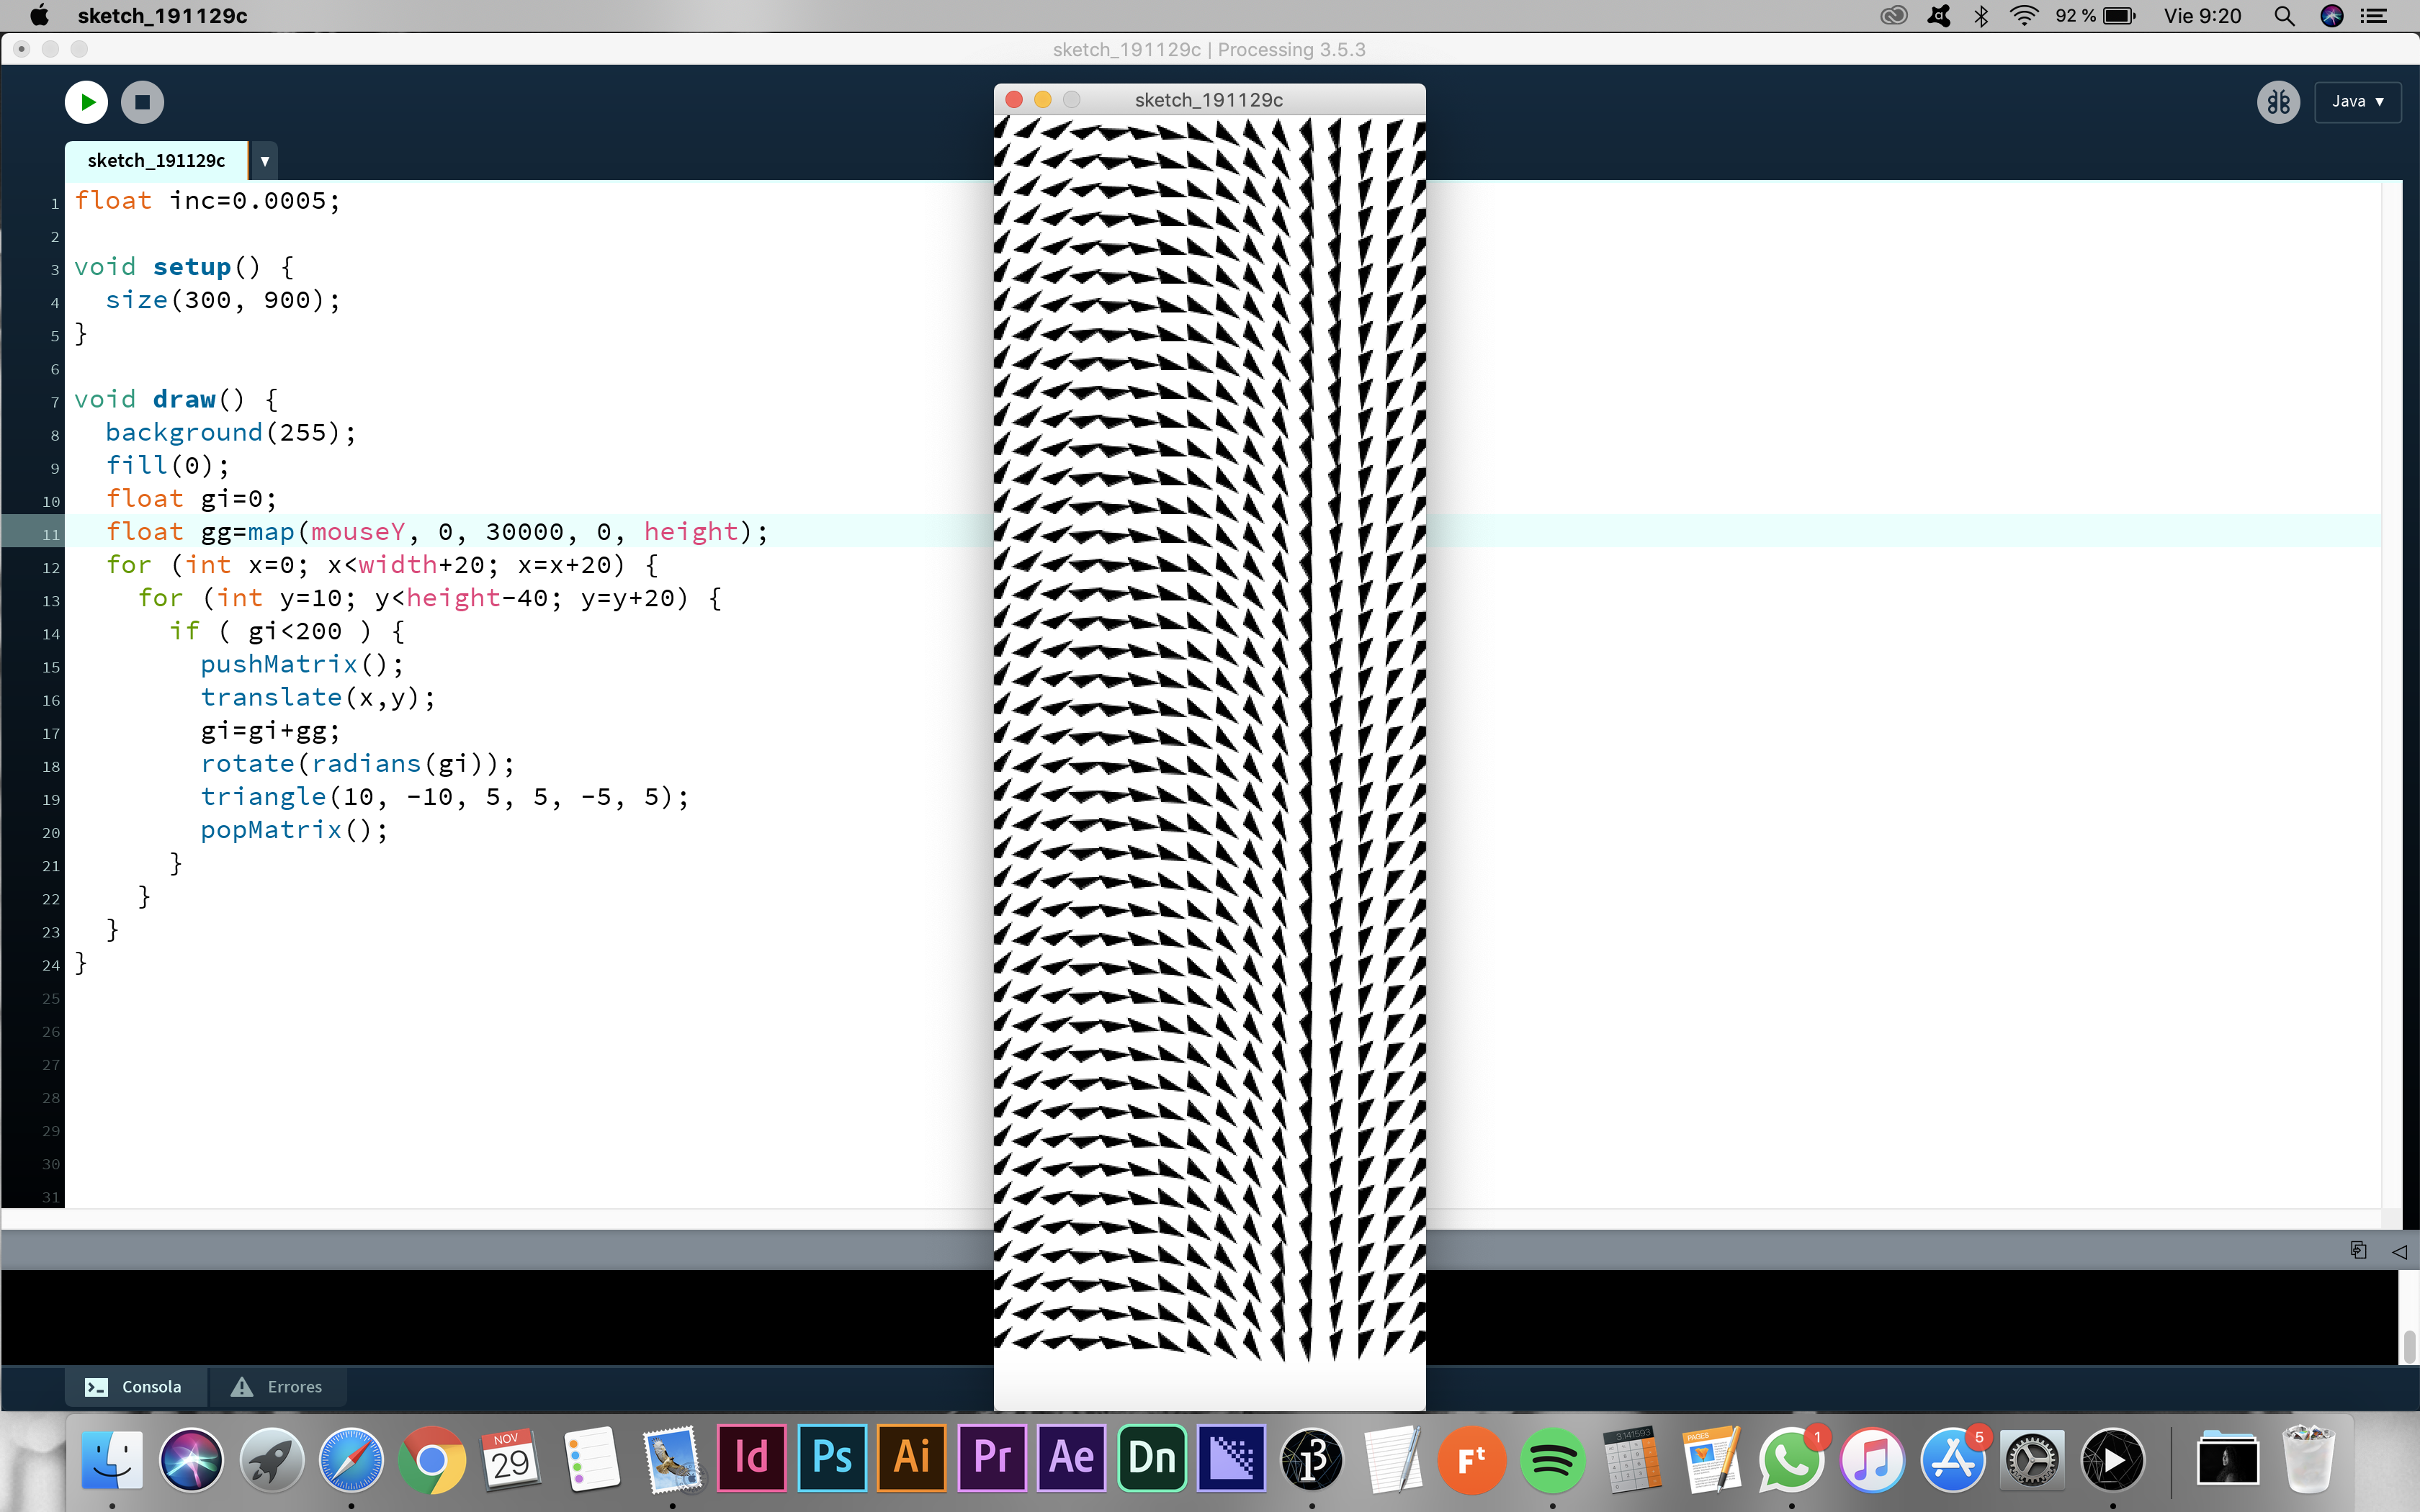 sketch_191129c
92 %
Vie 9:20
sketch_191129c | Processing 3.5.3
sketch_191129c
Java ▼
sketch_191129c ▼
1 float inc=0.0005;
2
3 void setup() {
4 size(300, 900);
5 }
6
7 void draw() {
8 background(255);
9 fill(0);
10 float gi=0;
11 float gg=map(mouseY, 0, 30000, 0, height);
12 for (int x=0; x<width+20; x=x+20) {
13 for (int y=10; y<height-40; y=y+20) {
14 if ( gi<200 ) {
15 pushMatrix();
16 translate(x,y);
17 gi=gi+gg;
18 rotate(radians(gi));
19 triangle(10, -10, 5, 5, -5, 5);
20 popMatrix();
21 }
22 }
23 }
24 }
25
26
27
28
29
30
31
Consola
Errores
NOV
29
Id
Ps
Ai
Pr
Ae
Dn
13
Ft
3.141593
PAGES
1
5